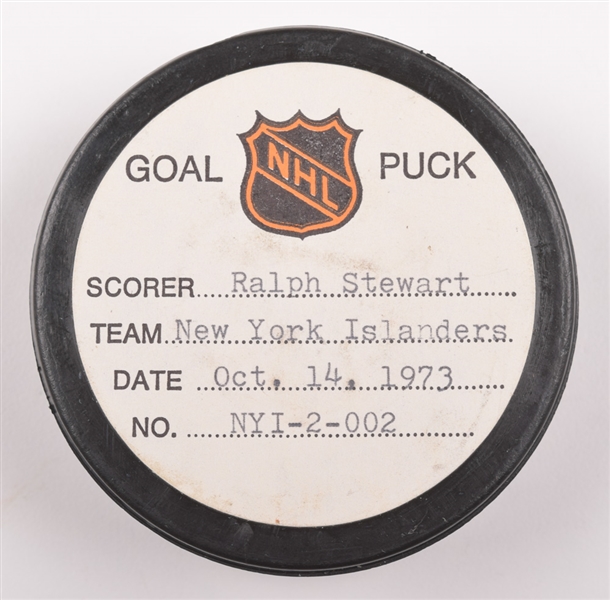 NHL
GOAL PUCK
SCORER Ralph Stewart
TEAM New York Islanders
DATE Oct. 14, 1973
NO. NYI-2-002